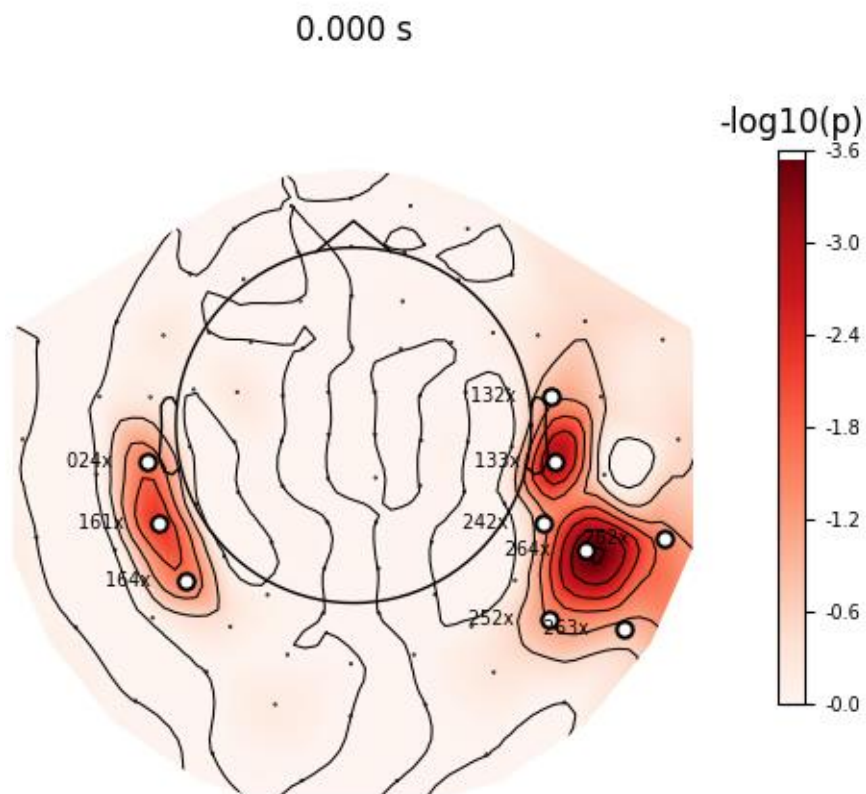 0.000 s
-log10(p)
-3.6
-3.0
-2.4
-1.8
-1.2
-0.6
-0.0
132x
024x
133x
161x
242x
264x
164x
252x
263x